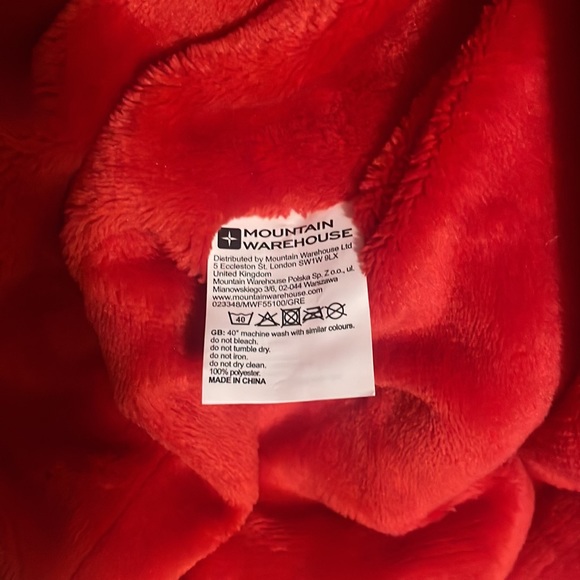 MOUNTAIN
WAREHOUSE
Distributed by Mountain Warehouse Ltd
5 Eccleston St. London SW1W 9LX
United Kingdom
Mountain Warehouse Polska Sp. Z o.o., ul.
Mianowskiego 3/6, 02-044 Warszawa
www.mountainwarehouse.com
023348/MWF55100/GRE
40
GB: 40° machine wash with similar colours.
do not bleach.
do not tumble dry.
do not iron.
do not dry clean.
100% polyester.
MADE IN CHINA